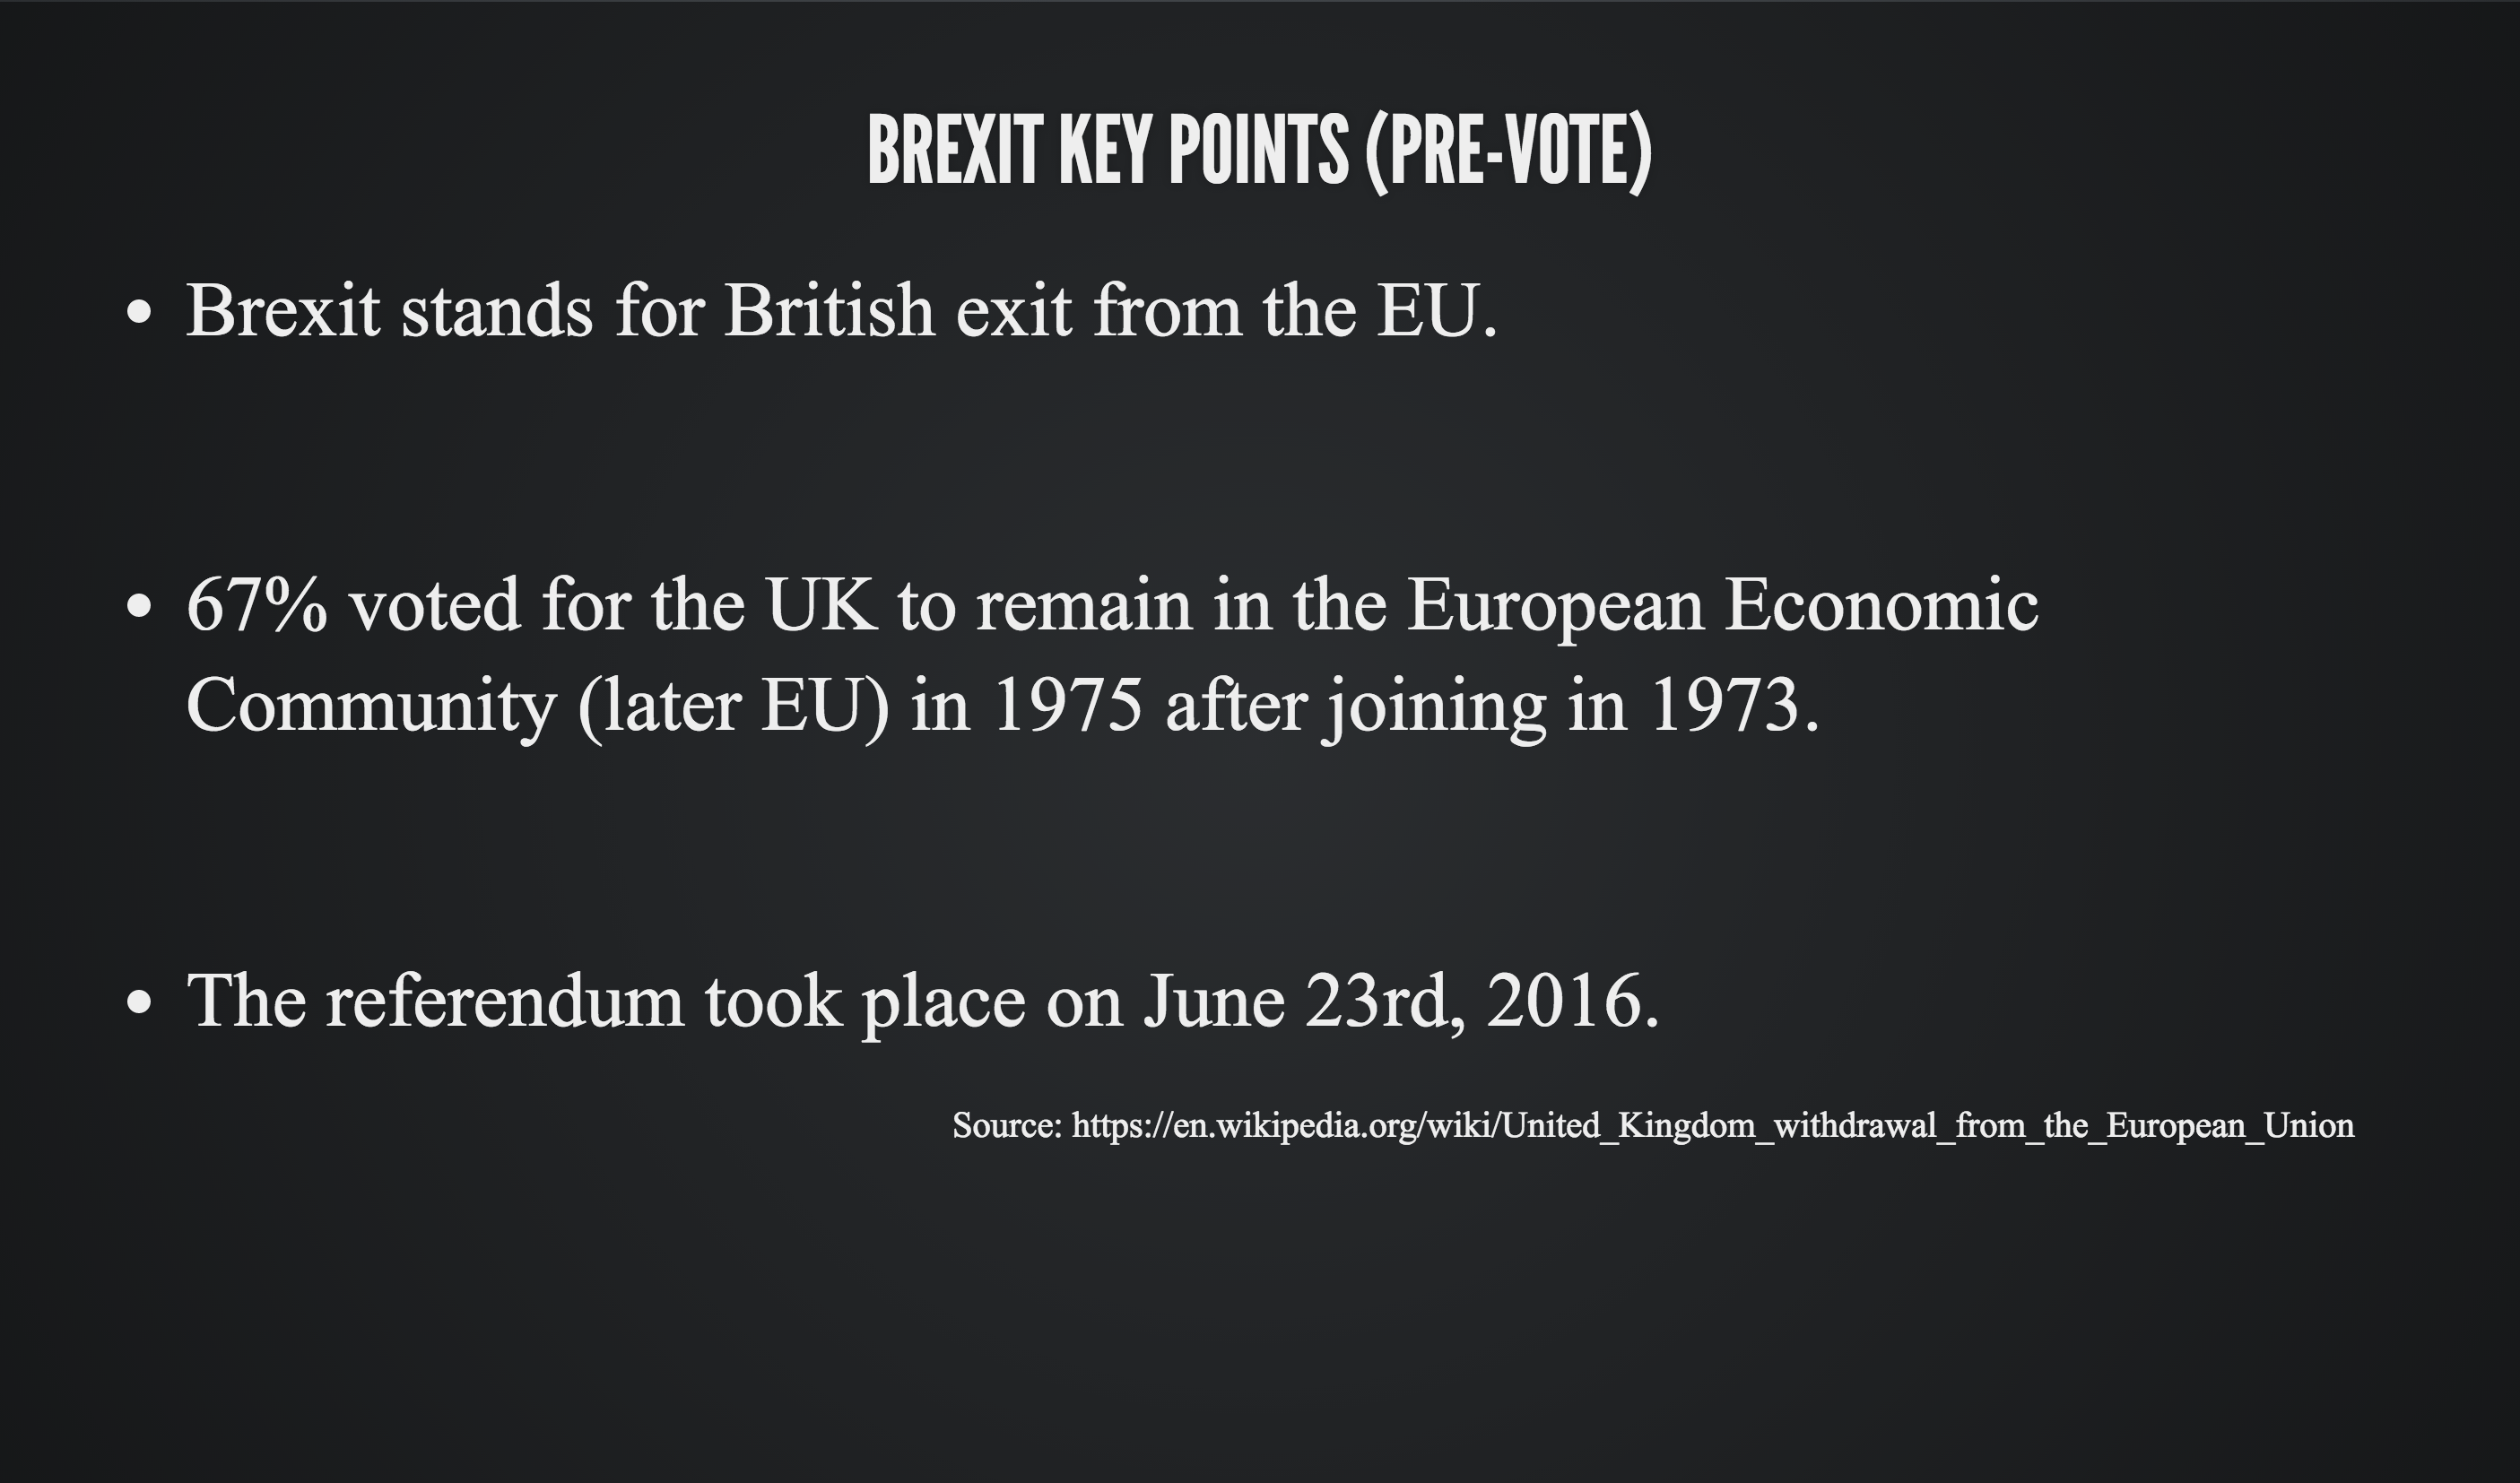 BREXIT KEY POINTS (PRE-VOTE)
• Brexit stands for British exit from the EU.
• 67% voted for the UK to remain in the European Economic
Community (later EU) in 1975 after joining in 1973.
• The referendum took place on June 23rd, 2016.
Source: https://en.wikipedia.org/wiki/United_Kingdom_withdrawal_from_the_European_Union